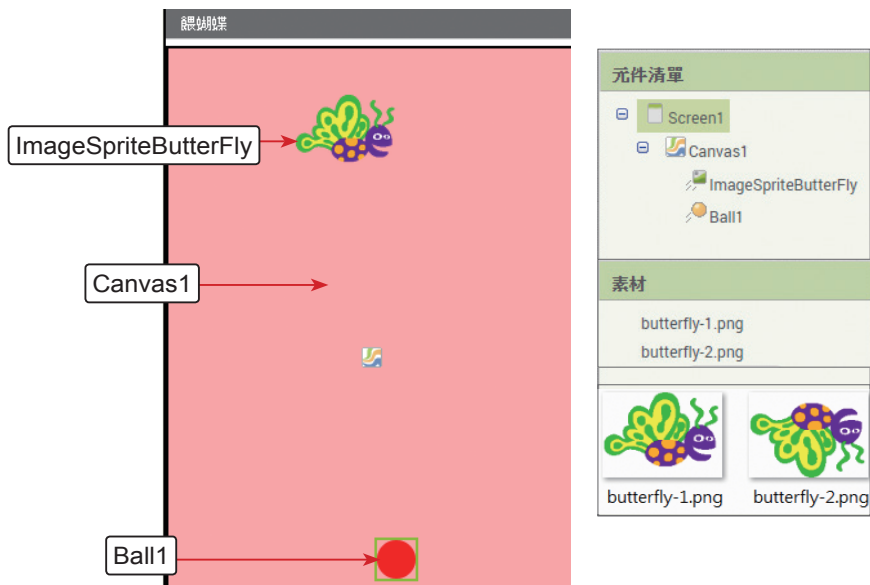 餵蝴蝶
ImageSpriteButterFly
Canvas1
Ball1
元件清單
Screen1
Canvas1
ImageSpriteButterFly
Ball1
素材
butterfly-1.png
butterfly-2.png
butterfly-1.png
butterfly-2.png